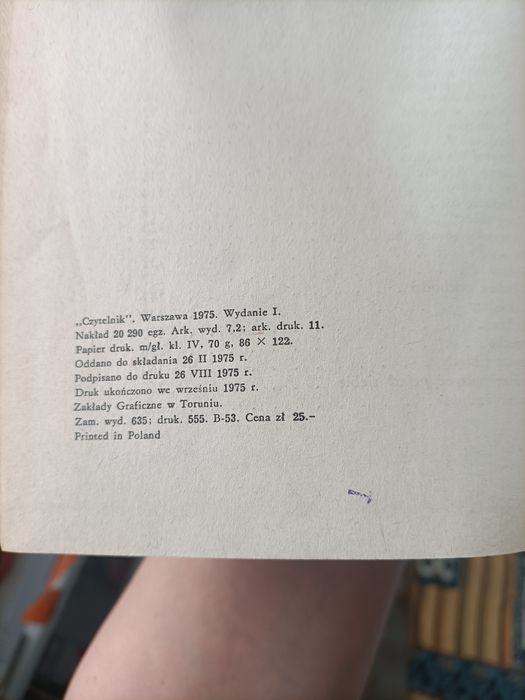 „Czytelnik”. Warszawa 1975. Wydanie I.
Nakład 20 290 egz. Ark. wyd. 7,2; ark. druk. 11.
Papier druk. m/gł. kl. IV, 70 g, 86 × 122.
Oddano do składania 26 II 1975 r.
Podpisano do druku 26 VIII 1975 r.
Druk ukończono we wrześniu 1975 r.
Zakłady Graficzne w Toruniu.
Zam. wyd. 635; druk. 555. B-53. Cena zł 25.–
Printed in Poland